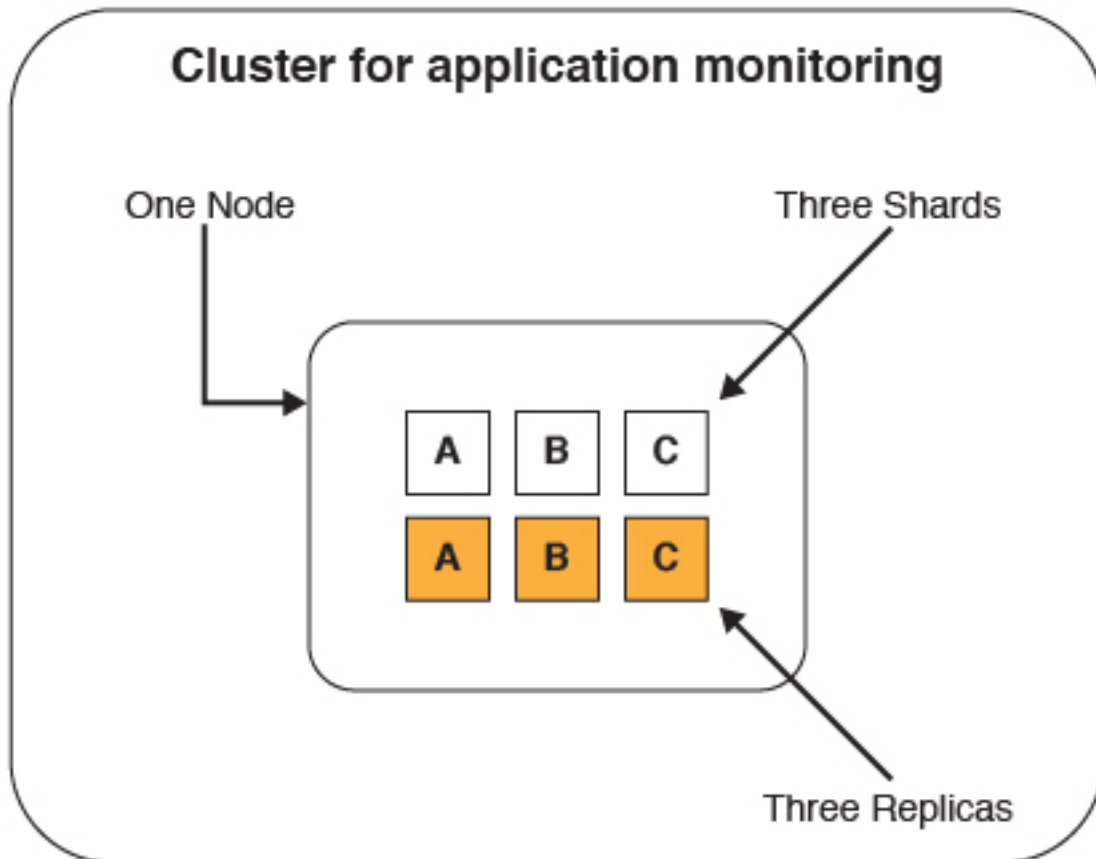 Cluster for application monitoring
One Node
Three Shards
A B C
A B C
Three Replicas